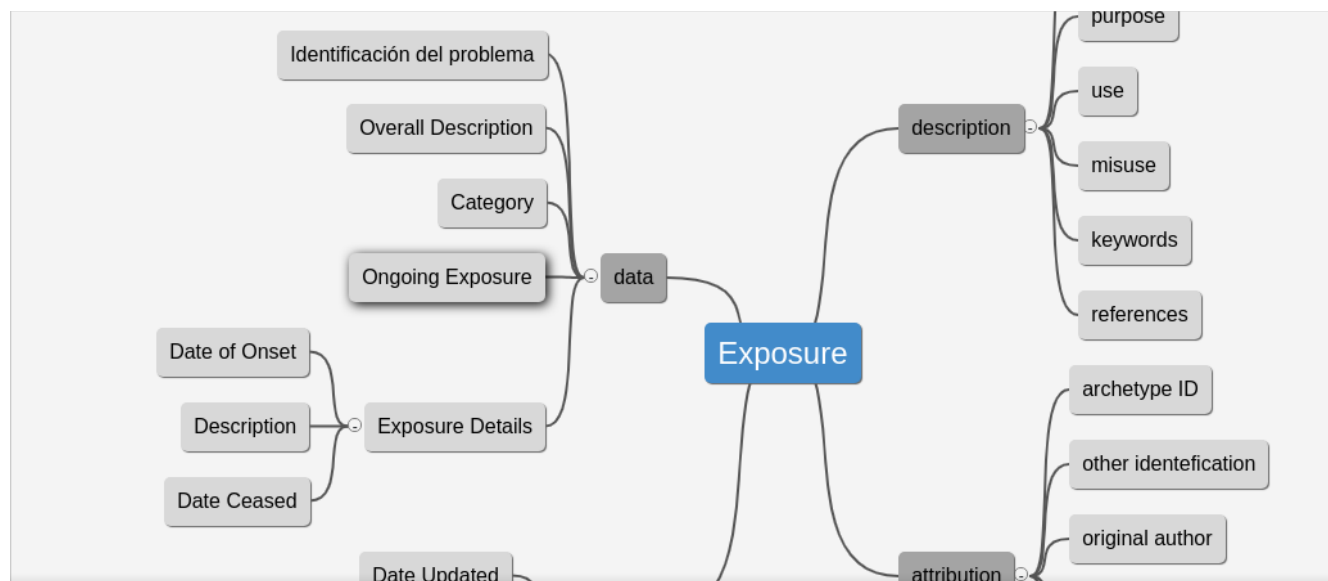 Identificación del problema
Overall Description
Category
Ongoing Exposure
data
Date of Onset
Description
Date Ceased
Exposure Details
Date Updated
Exposure
description
purpose
use
misuse
keywords
references
attribution
archetype ID
other identefication
original author